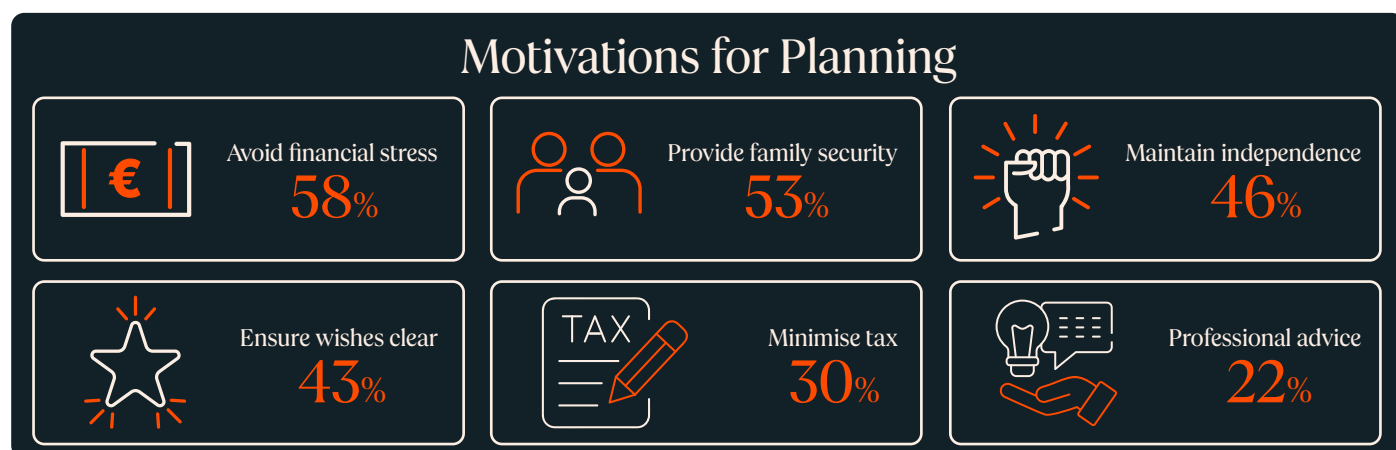 Motivations for Planning
€
Avoid financial stress
58%
Provide family security
53%
Maintain independence
46%
Ensure wishes clear
43%
TAX
Minimise tax
30%
Professional advice
22%